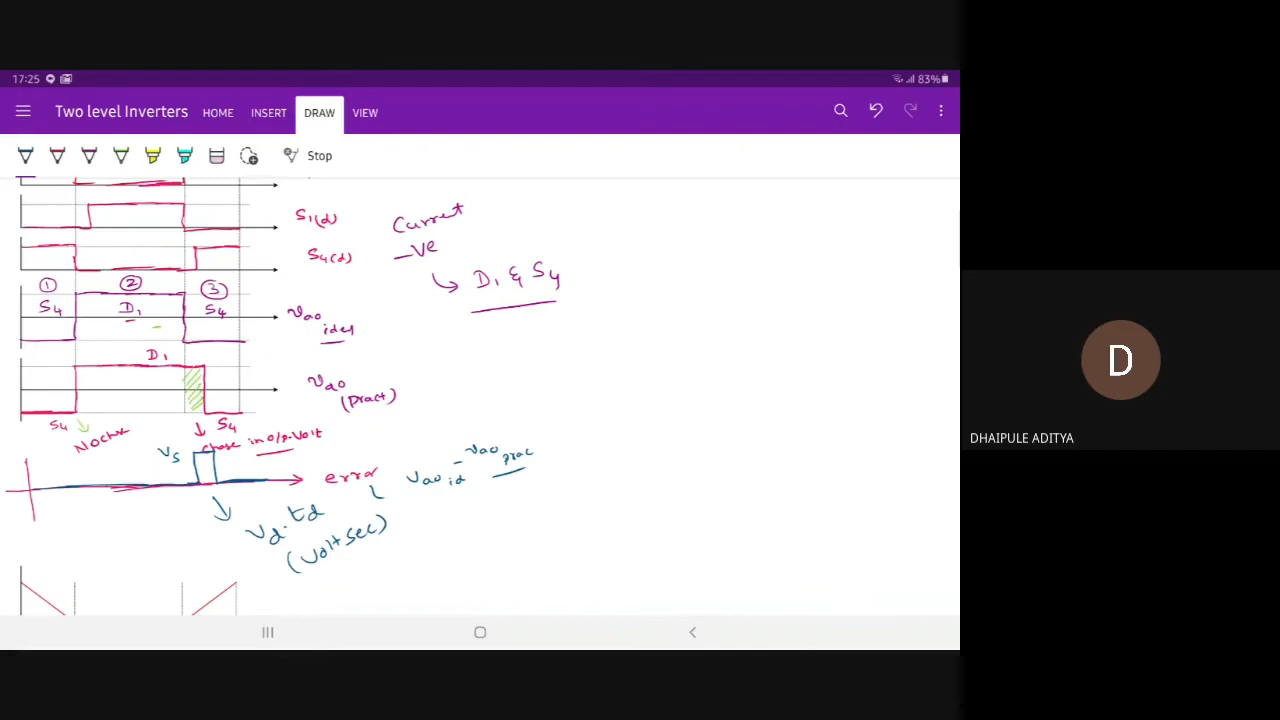 17:25
83%
Two level Inverters HOME INSERT DRAW VIEW
Stop
S1(d)
S4(d)
Current
-Ve
D1 & S4
① ② ③
S4 D1 S4
Vao ideal
D1
Vao (Pract)
S4 S4
in o/p Volt
Vs
error Vao id - Vao prac
Vd.td
(Volt sec)
D
DHAIPULE ADITYA